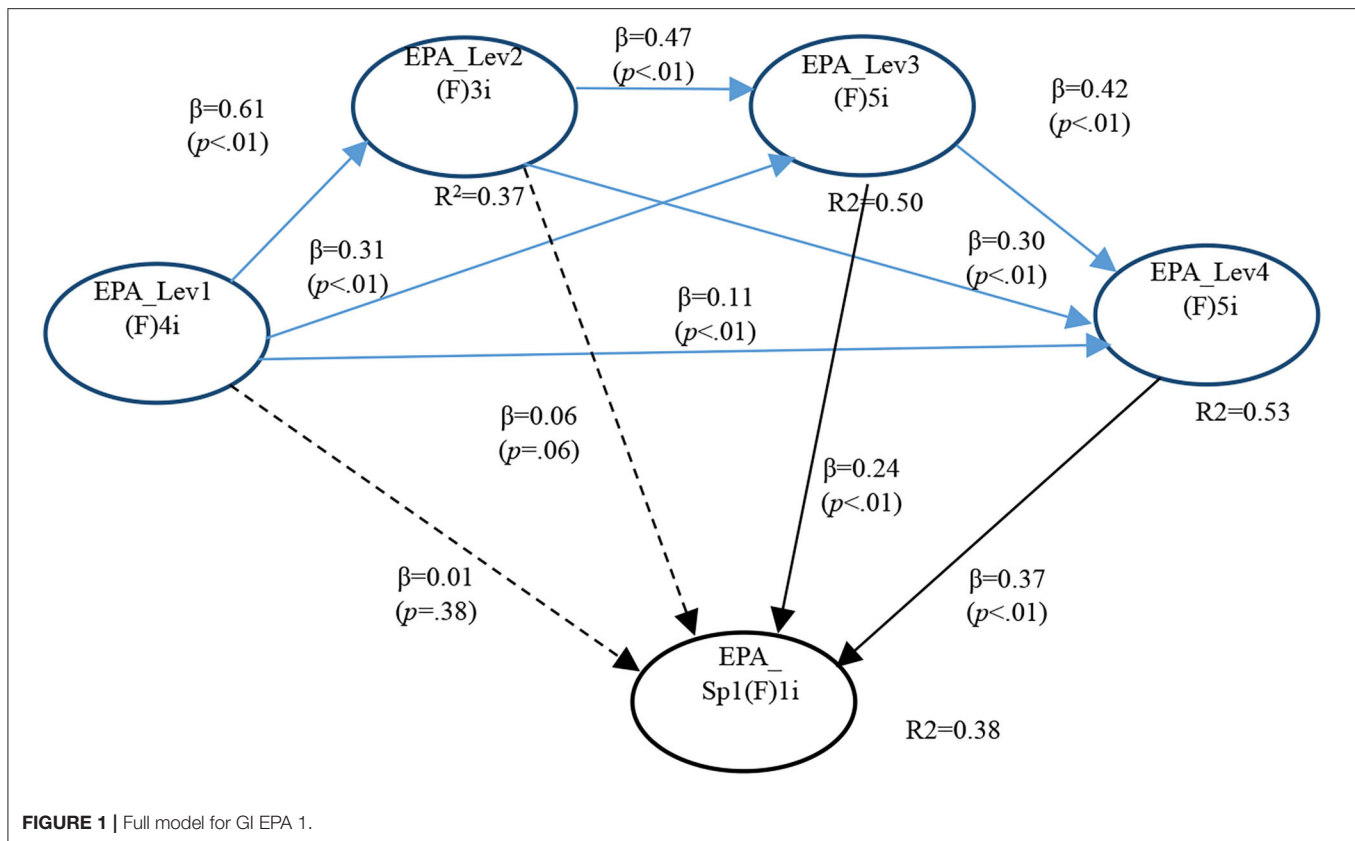 EPA_Lev2
(F)3i
β=0.47
(p<.01)
EPA_Lev3
(F)5i
β=0.42
(p<.01)
β=0.61
(p<.01)
R²=0.37
R2=0.50
β=0.31
(p<.01)
β=0.30
(p<.01)
EPA_Lev1
(F)4i
β=0.11
(p<.01)
EPA_Lev4
(F)5i
R2=0.53
β=0.06
(p=.06)
β=0.24
(p<.01)
β=0.01
(p=.38)
β=0.37
(p<.01)
EPA_
Sp1(F)1i
R2=0.38
FIGURE 1 | Full model for GI EPA 1.